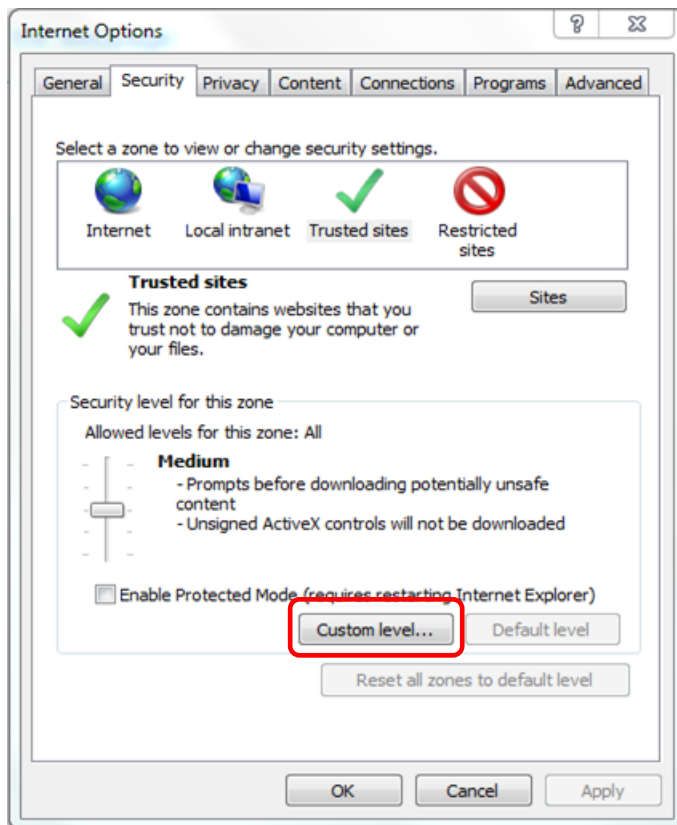 Internet Options
General Security Privacy Content Connections Programs Advanced
Select a zone to view or change security settings.
Internet Local intranet Trusted sites Restricted
sites
Trusted sites
Sites
This zone contains websites that you
trust not to damage your computer or
your files.
Security level for this zone
Allowed levels for this zone: All
Medium
- Prompts before downloading potentially unsafe
content
- Unsigned ActiveX controls will not be downloaded
Enable Protected Mode (requires restarting Internet Explorer)
Custom level... Default level
Reset all zones to default level
OK Cancel Apply